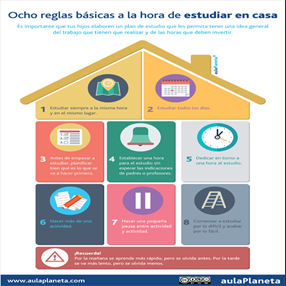 Ocho reglas básicas a la hora de estudiar en casa
Es importante que tus hijos elaboren un plan de estudio que les permita tener una idea general
del trabajo que tienen que realizar y de las horas que deben invertir.
aulaPlaneta
1 Estudiar siempre a la misma hora
y en el mismo lugar.
2 Estudiar todos los días.
3 Antes de empezar a
estudiar, planificar
bien qué es lo que se
va a hacer primero.
4 Establecer una hora
para el estudio sin
esperar las indicaciones
de padres o profesores.
5 Dedicar en torno a
una hora al estudio.
6 Hacer más de una
actividad.
7 Hacer una pequeña
pausa entre actividad
y actividad.
8 Comenzar a estudiar
por lo difícil y acabar
por lo fácil.
¡Recuerda!
Por la mañana se aprende más rápido, pero se olvida antes. Por la tarde
se va más lento, pero se olvida menos.
www.aulaplaneta.com
aulaPlaneta